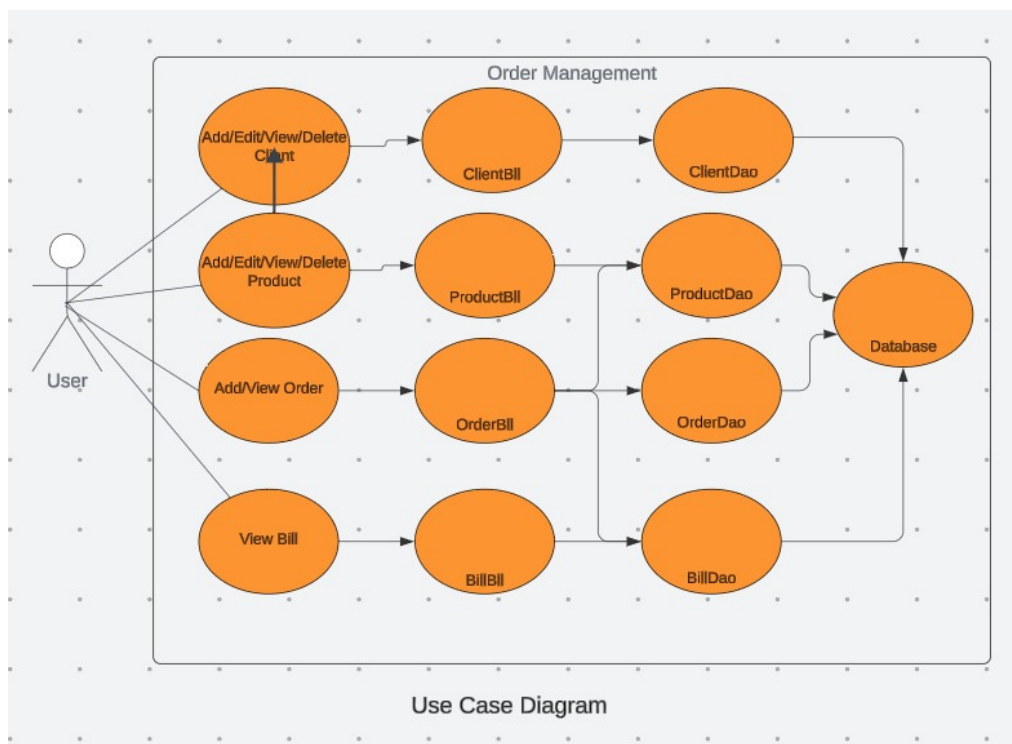 Order Management
Add/Edit/View/Delete
Client
ClientBll
ClientDao
Add/Edit/View/Delete
Product
ProductBll
ProductDao
Database
User
Add/View Order
OrderBll
OrderDao
View Bill
BillBll
BillDao
Use Case Diagram